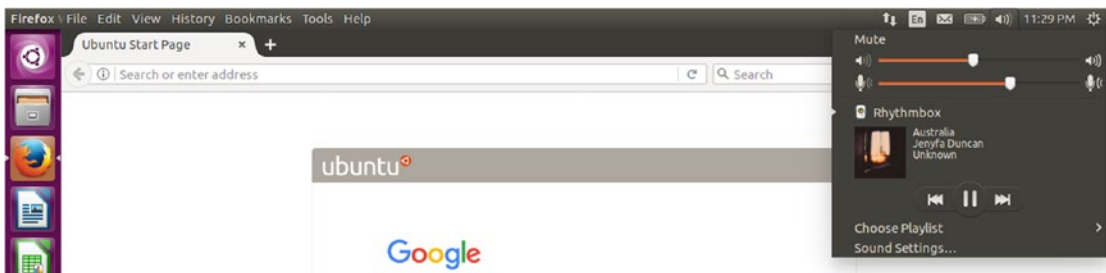 Firefox File Edit View History Bookmarks Tools Help En 11:29 PM
Ubuntu Start Page
Search or enter address Search
ubuntu
Google
Mute
Rhythmbox
Australia
Jenyfa Duncan
Unknown
Choose Playlist
Sound Settings...